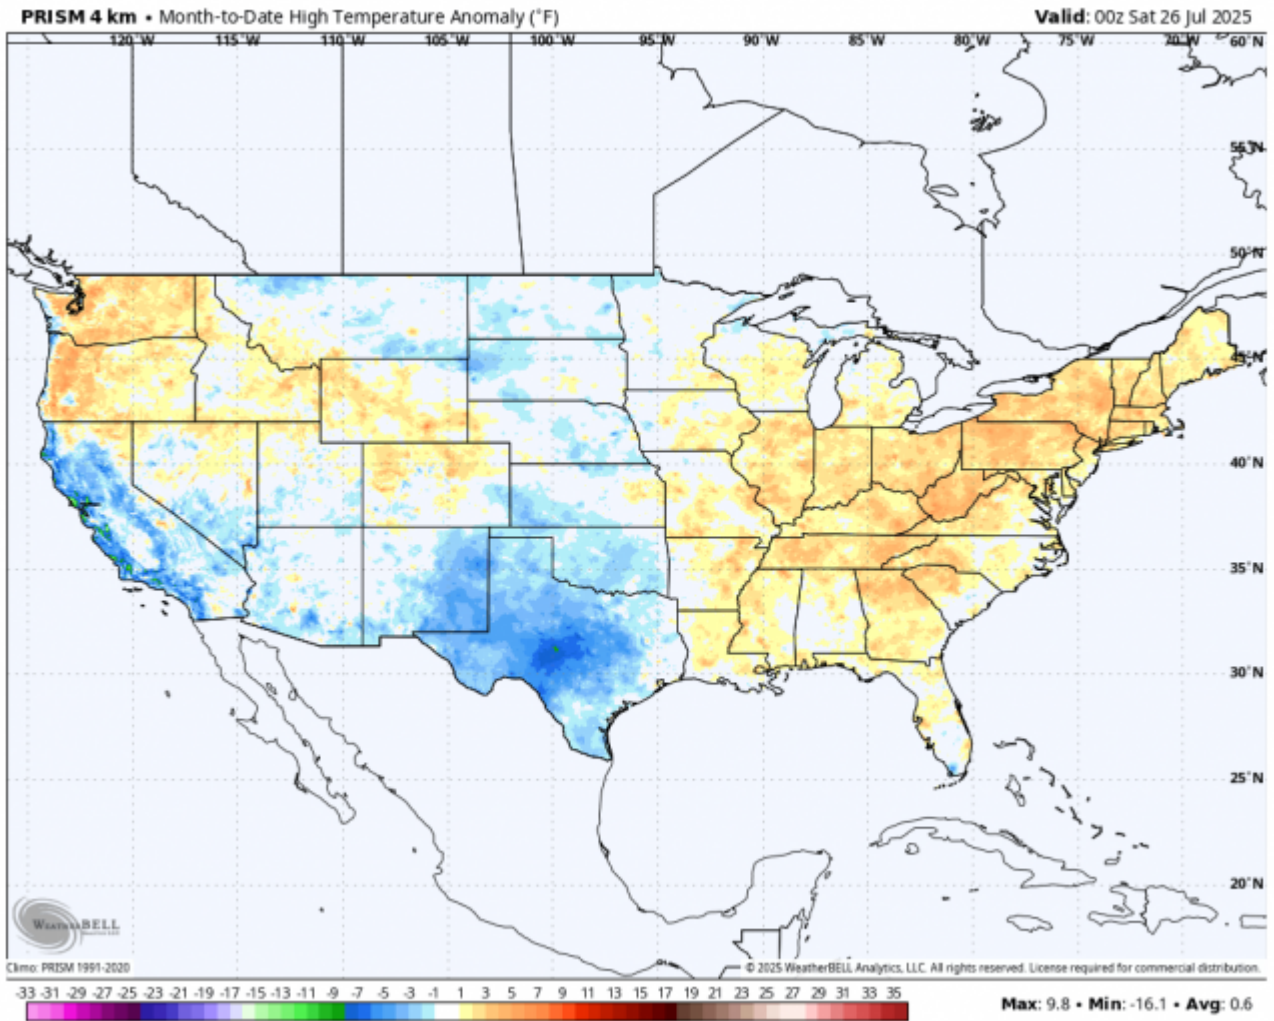 PRISM 4 km • Month-to-Date High Temperature Anomaly (˚F) Valid: 00z Sat 26 Jul 2025
120˚W 115˚W 110˚W 105˚W 100˚W 95˚W 90˚W 85˚W 80˚W 75˚W 70˚W 60˚N
55˚N
50˚N
45˚N
40˚N
35˚N
30˚N
25˚N
20˚N
WeatherBELL
Climo: PRISM 1991-2020 © 2025 WeatherBELL Analytics, LLC. All rights reserved. License required for commercial distribution.
-33 -31 -29 -27 -25 -23 -21 -19 -17 -15 -13 -11 -9 -7 -5 -3 -1 1 3 5 7 9 11 13 15 17 19 21 23 25 27 29 31 33 35
Max: 9.8 • Min: -16.1 • Avg: 0.6